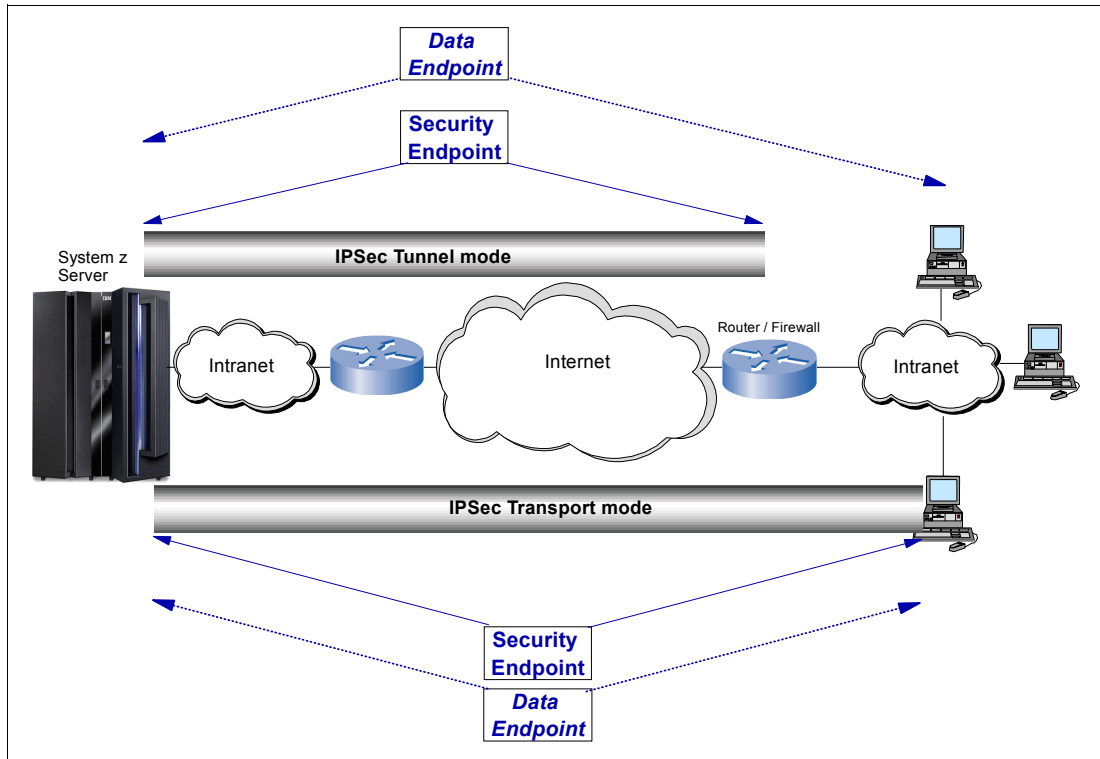 Data
Endpoint
Security
Endpoint
IPSec Tunnel mode
System z
Server
Router / Firewall
Intranet
Internet
Intranet
IPSec Transport mode
Security
Endpoint
Data
Endpoint